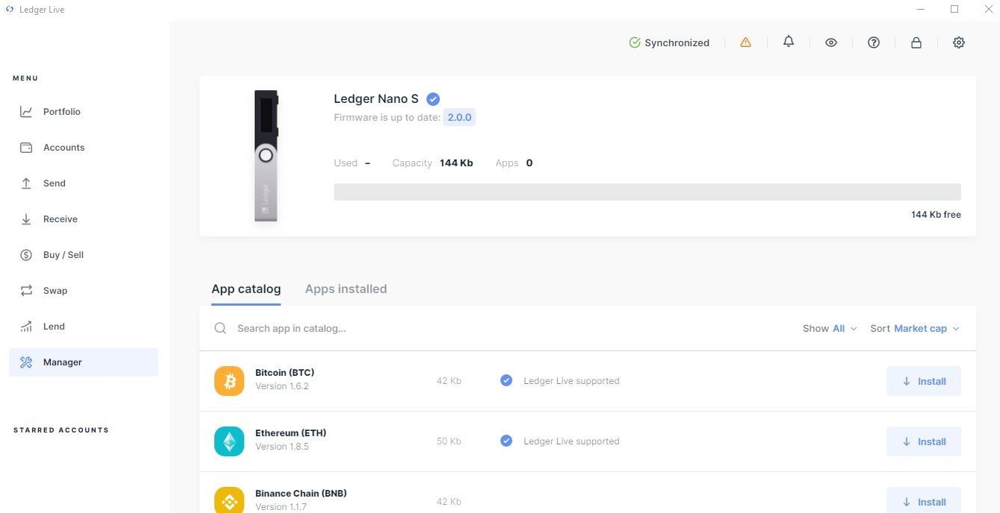 Ledger Live
Synchronized
MENU
Portfolio
Accounts
Send
Receive
Buy / Sell
Swap
Lend
Manager
STARRED ACCOUNTS
Ledger
Ledger Nano S
Firmware is up to date: 2.0.0
Used – Capacity 144 Kb Apps 0
144 Kb free
App catalog Apps installed
Search app in catalog... Show All Sort Market cap
Bitcoin (BTC)
Version 1.6.2
42 Kb
Ledger Live supported
Install
Ethereum (ETH)
Version 1.8.5
50 Kb
Ledger Live supported
Install
Binance Chain (BNB)
Version 1.1.7
42 Kb
Install